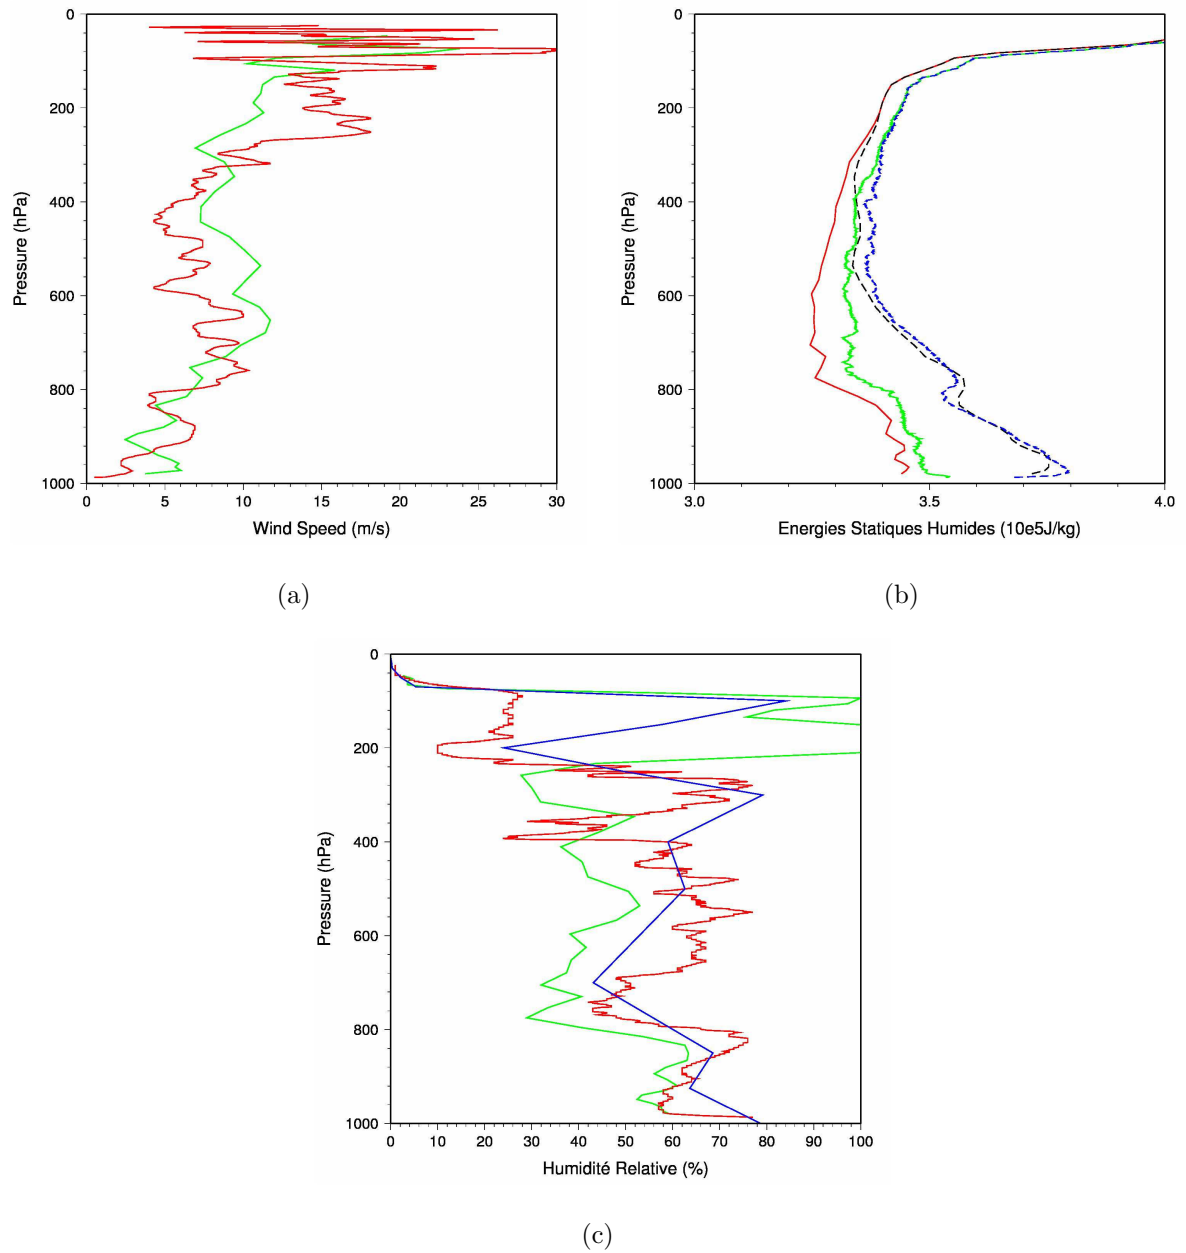 0
200
400
600
800
1000
Pressure (hPa)
0 5 10 15 20 25 30
Wind Speed (m/s)
(a)
0
200
400
600
800
1000
Pressure (hPa)
3.0 3.5 4.0
Energies Statiques Humides (10e5J/kg)
(b)
0
200
400
600
800
1000
Pressure (hPa)
0 10 20 30 40 50 60 70 80 90 100
Humidité Relative (%)
(c)